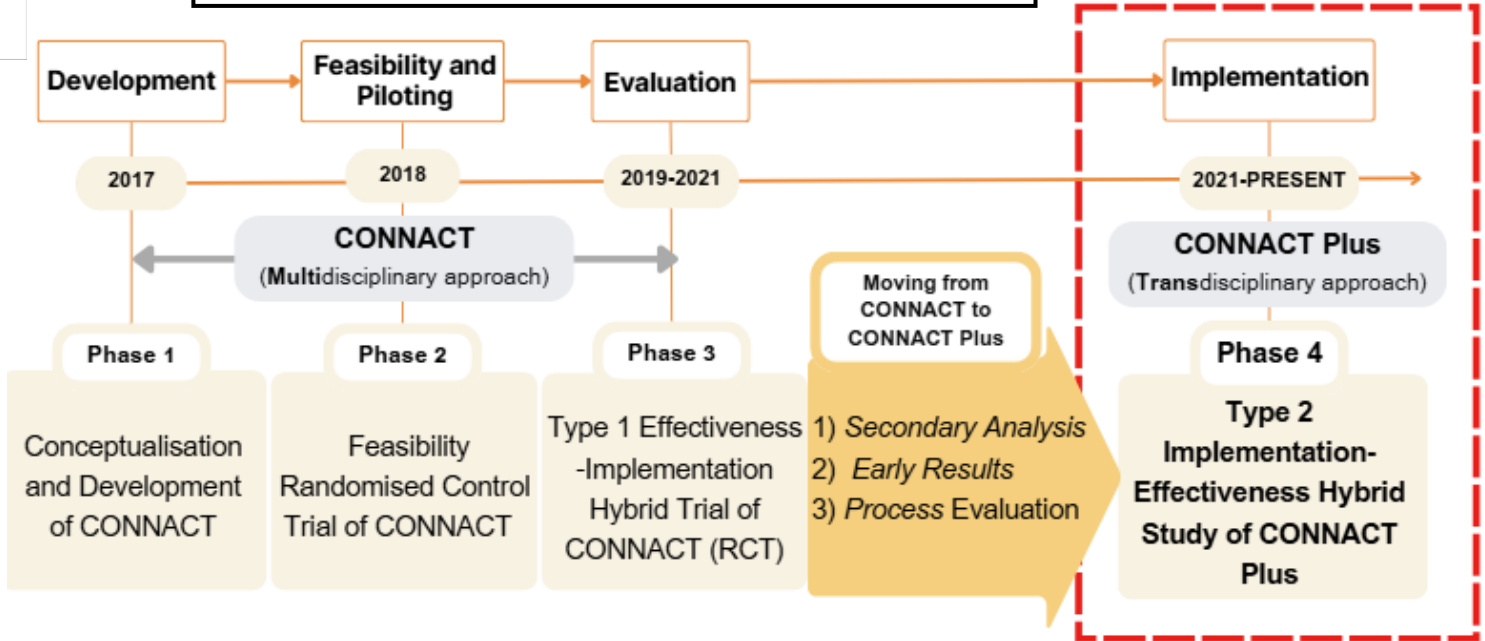 Development
Feasibility and
Piloting
Evaluation
Implementation
2017
2018
2019-2021
2021-PRESENT
CONNACT
(Multidisciplinary approach)
CONNACT Plus
(Transdisciplinary approach)
Moving from
CONNACT to
CONNACT Plus
Phase 1
Phase 2
Phase 3
Phase 4
Conceptualisation
and Development
of CONNACT
Feasibility
Randomised Control
Trial of CONNACT
Type 1 Effectiveness
-Implementation
Hybrid Trial of
CONNACT (RCT)
1) Secondary Analysis
2) Early Results
3) Process Evaluation
Type 2
Implementation-
Effectiveness Hybrid
Study of CONNACT
Plus